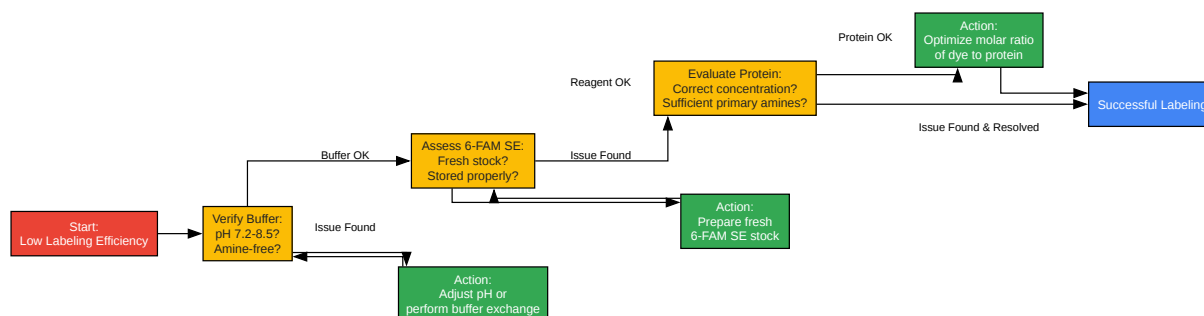 Start:
Low Labeling Efficiency
Verify Buffer:
pH 7.2-8.5?
Amine-free?
Issue Found
Action:
Adjust pH or
perform buffer exchange
Buffer OK
Assess 6-FAM SE:
Fresh stock?
Stored properly?
Issue Found
Action:
Prepare fresh
6-FAM SE stock
Reagent OK
Evaluate Protein:
Correct concentration?
Sufficient primary amines?
Protein OK
Action:
Optimize molar ratio
of dye to protein
Issue Found & Resolved
Successful Labeling